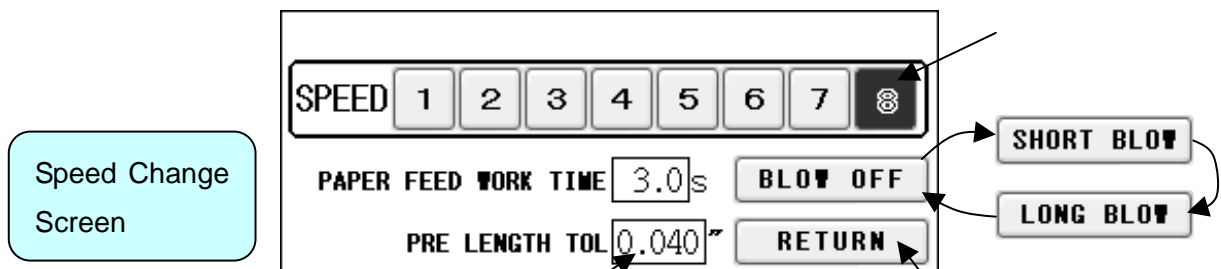 SPEED 1 2 3 4 5 6 7 8
SHORT BLOW
Speed Change
Screen
PAPER FEED WORK TIME 3.0s BLOW OFF
LONG BLOW
PRE LENGTH TOL 0.040" RETURN